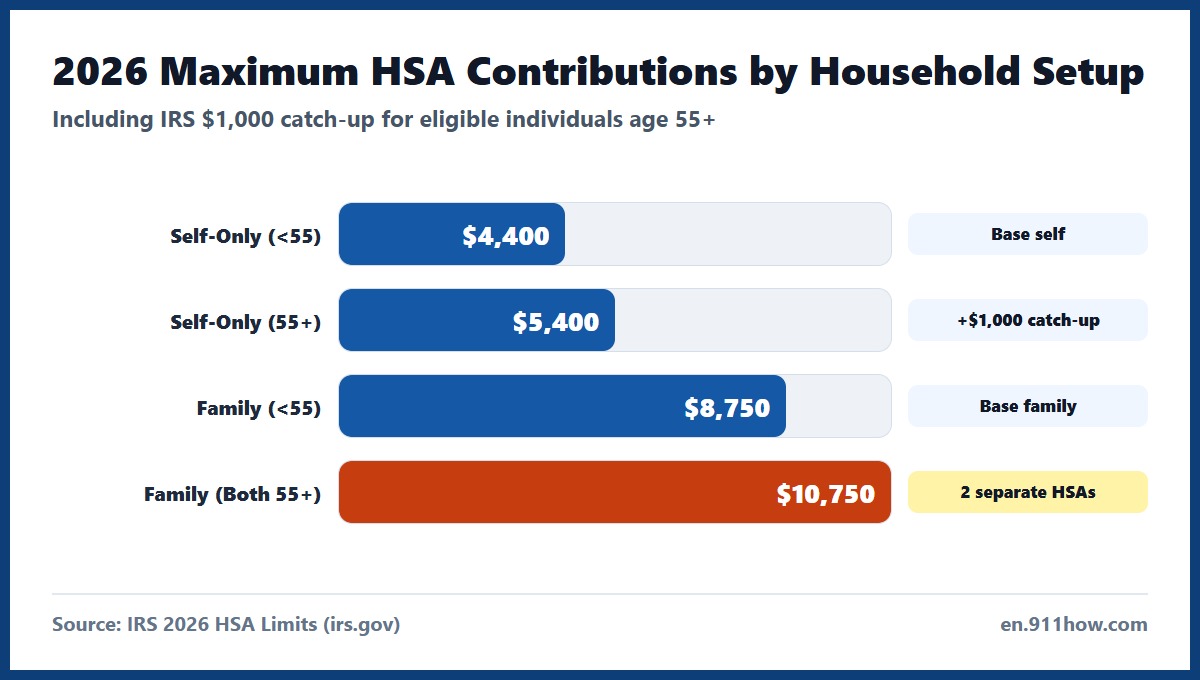 2026 Maximum HSA Contributions by Household Setup
Including IRS $1,000 catch-up for eligible individuals age 55+
Self-Only (<55) $4,400 Base self
Self-Only (55+) $5,400 +$1,000 catch-up
Family (<55) $8,750 Base family
Family (Both 55+) $10,750 2 separate HSAs
Source: IRS 2026 HSA Limits (irs.gov) en.911how.com